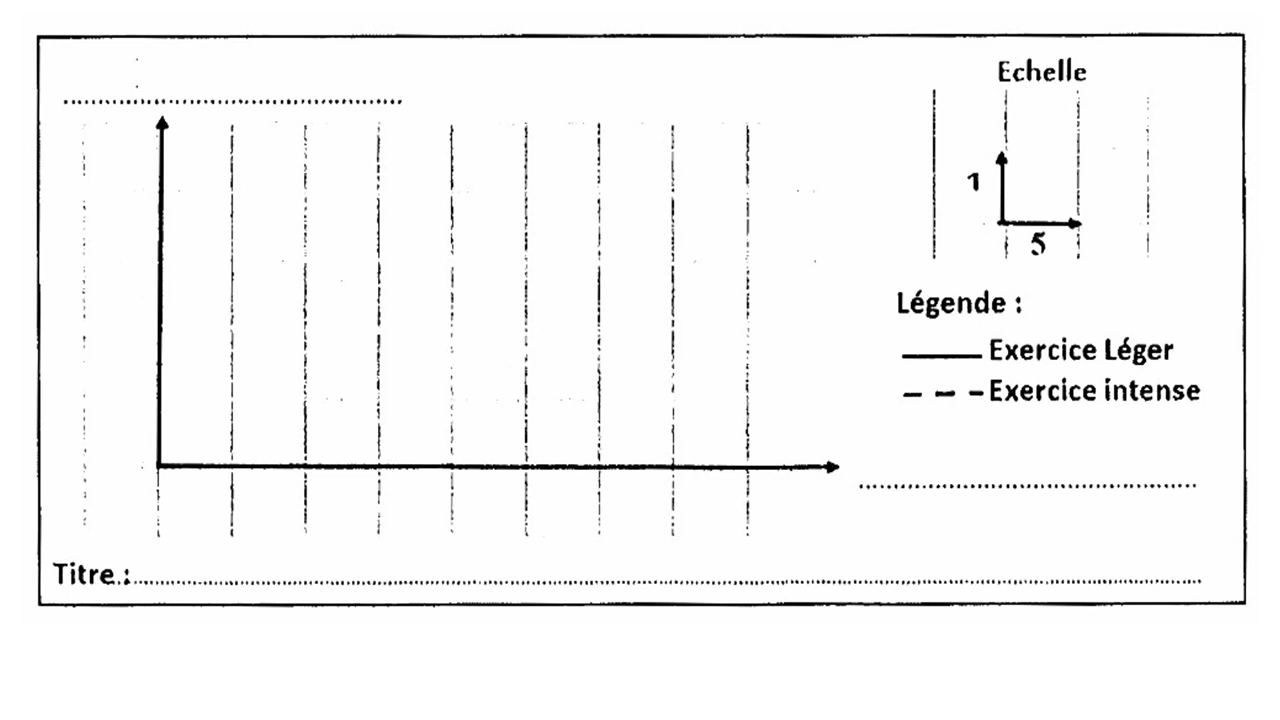 Echelle
1
5
Légende :
Exercice Léger
Exercice intense
Titre :